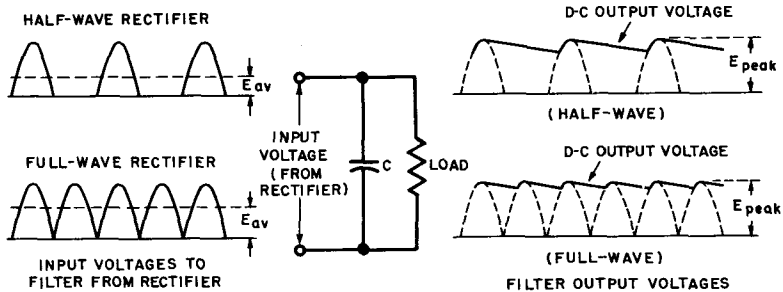 HALF-WAVE RECTIFIER
Eav
FULL-WAVE RECTIFIER
Eav
INPUT VOLTAGES TO
FILTER FROM RECTIFIER
INPUT
VOLTAGE
(FROM
RECTIFIER)
C
LOAD
D-C OUTPUT VOLTAGE
Epeak
(HALF-WAVE)
D-C OUTPUT VOLTAGE
Epeak
(FULL-WAVE)
FILTER OUTPUT VOLTAGES